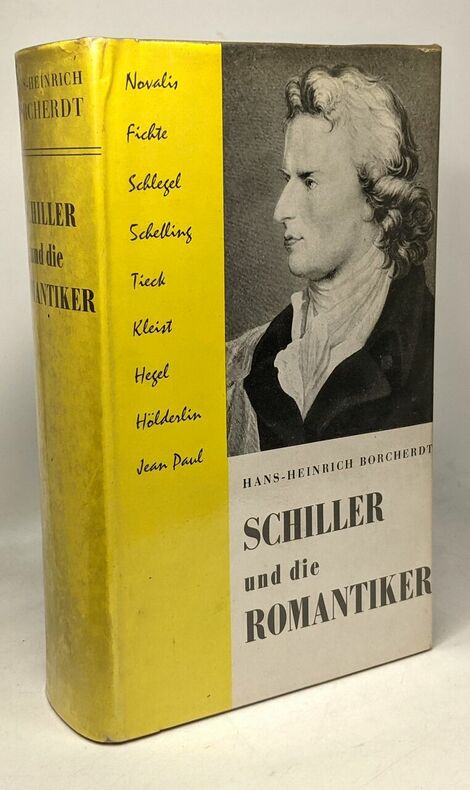 HEINRICH
BORCHERDT
SCHILLER
und die
ROMANTIKER
Novalis
Fichte
Schlegel
Schelling
Tieck
Kleist
Hegel
Hölderlin
Jean Paul
HANS-HEINRICH BORCHERDT
SCHILLER
und die
ROMANTIKER